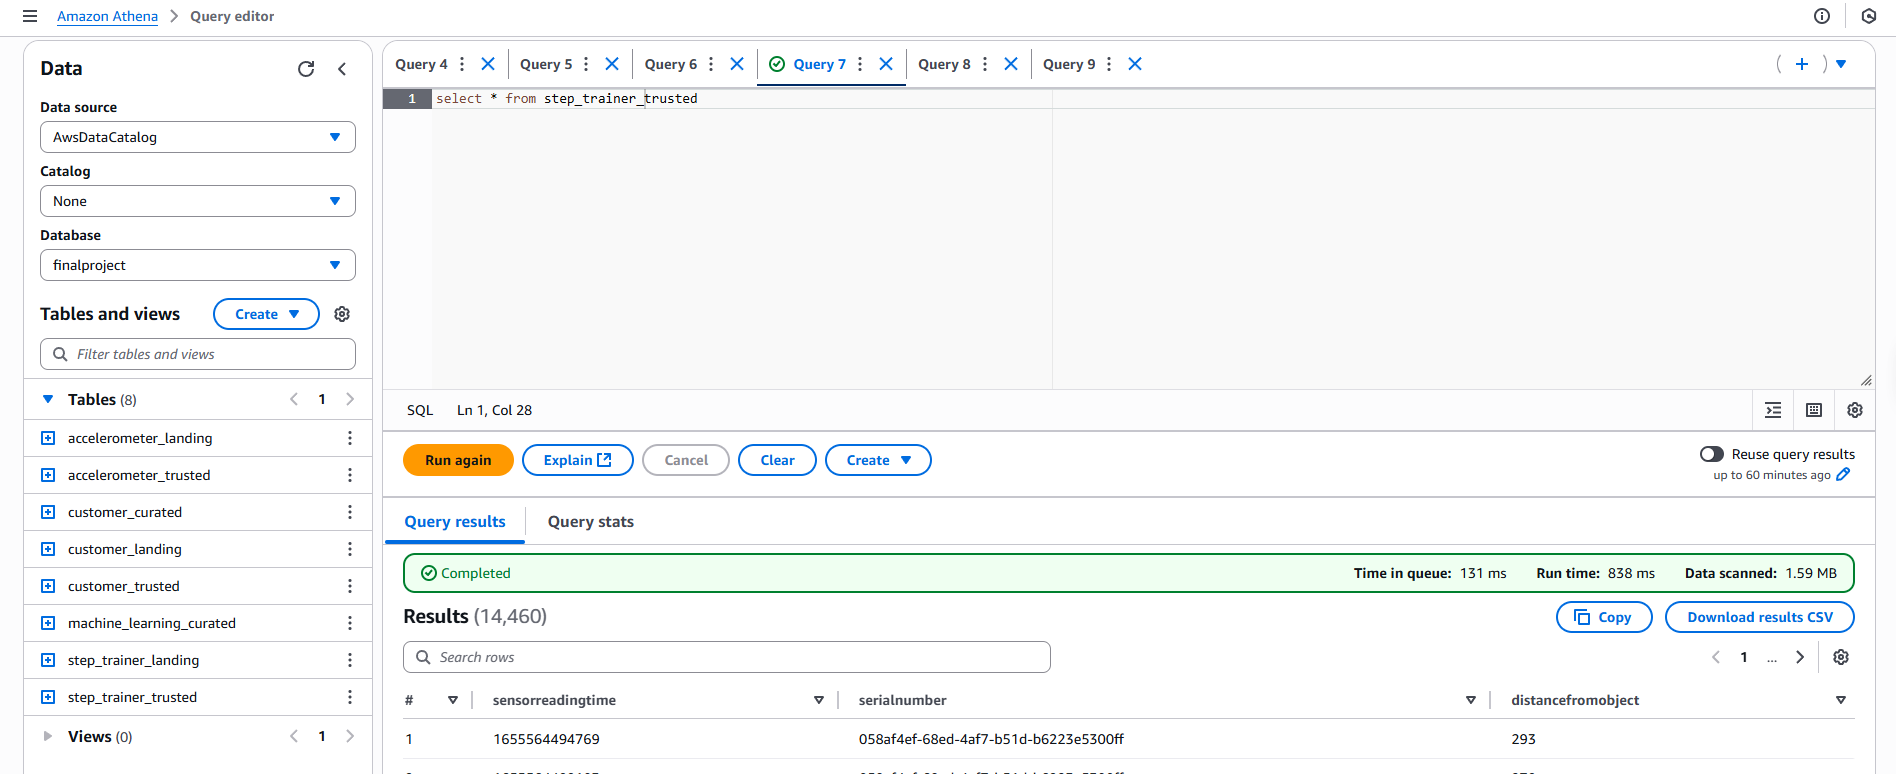 Amazon Athena > Query editor
Data
Data source
AwsDataCatalog
Catalog
None
Database
finalproject
Tables and views
Create
Filter tables and views
Tables (8)
1
accelerometer_landing
accelerometer_trusted
customer_curated
customer_landing
customer_trusted
machine_learning_curated
step_trainer_landing
step_trainer_trusted
Views (0)
1
Query 4
Query 5
Query 6
Query 7
Query 8
Query 9
1 select * from step_trainer_trusted
SQL Ln 1, Col 28
Run again
Explain
Cancel
Clear
Create
Reuse query results
up to 60 minutes ago
Query results
Query stats
Completed
Time in queue: 131 ms Run time: 838 ms Data scanned: 1.59 MB
Results (14,460)
Copy
Download results CSV
Search rows
1 ...
# sensorreadingtime serialnumber distancefromobject
1 1655564494769 058af4ef-68ed-4af7-b51d-b6223e5300ff 293